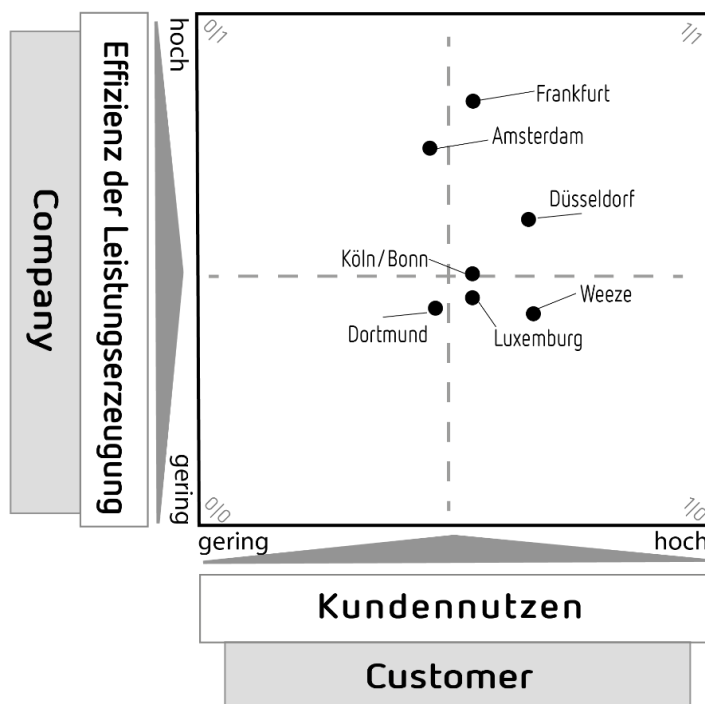 0/1
1/1
hoch
Frankfurt
Amsterdam
Düsseldorf
Köln/Bonn
Weeze
Dortmund
Luxemburg
Company
Effizienz der Leistungserzeugung
gering
0/0
1/0
gering
hoch
Kundennutzen
Customer